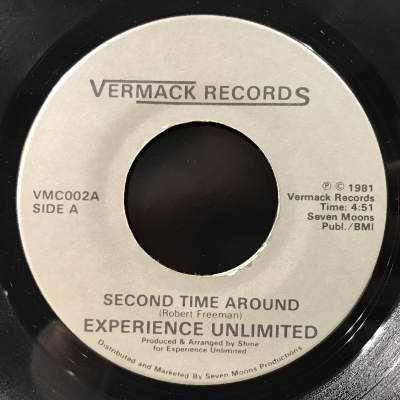 VERMACK RECORDS
VMC002A
SIDE A
℗ © 1981
Vermack Records
Time: 4:51
Seven Moons
Publ./BMI
SECOND TIME AROUND
(Robert Freeman)
EXPERIENCE UNLIMITED
Produced & Arranged by Shine
for Experience Unlimited
Distributed and Marketed By Seven Moons Productions